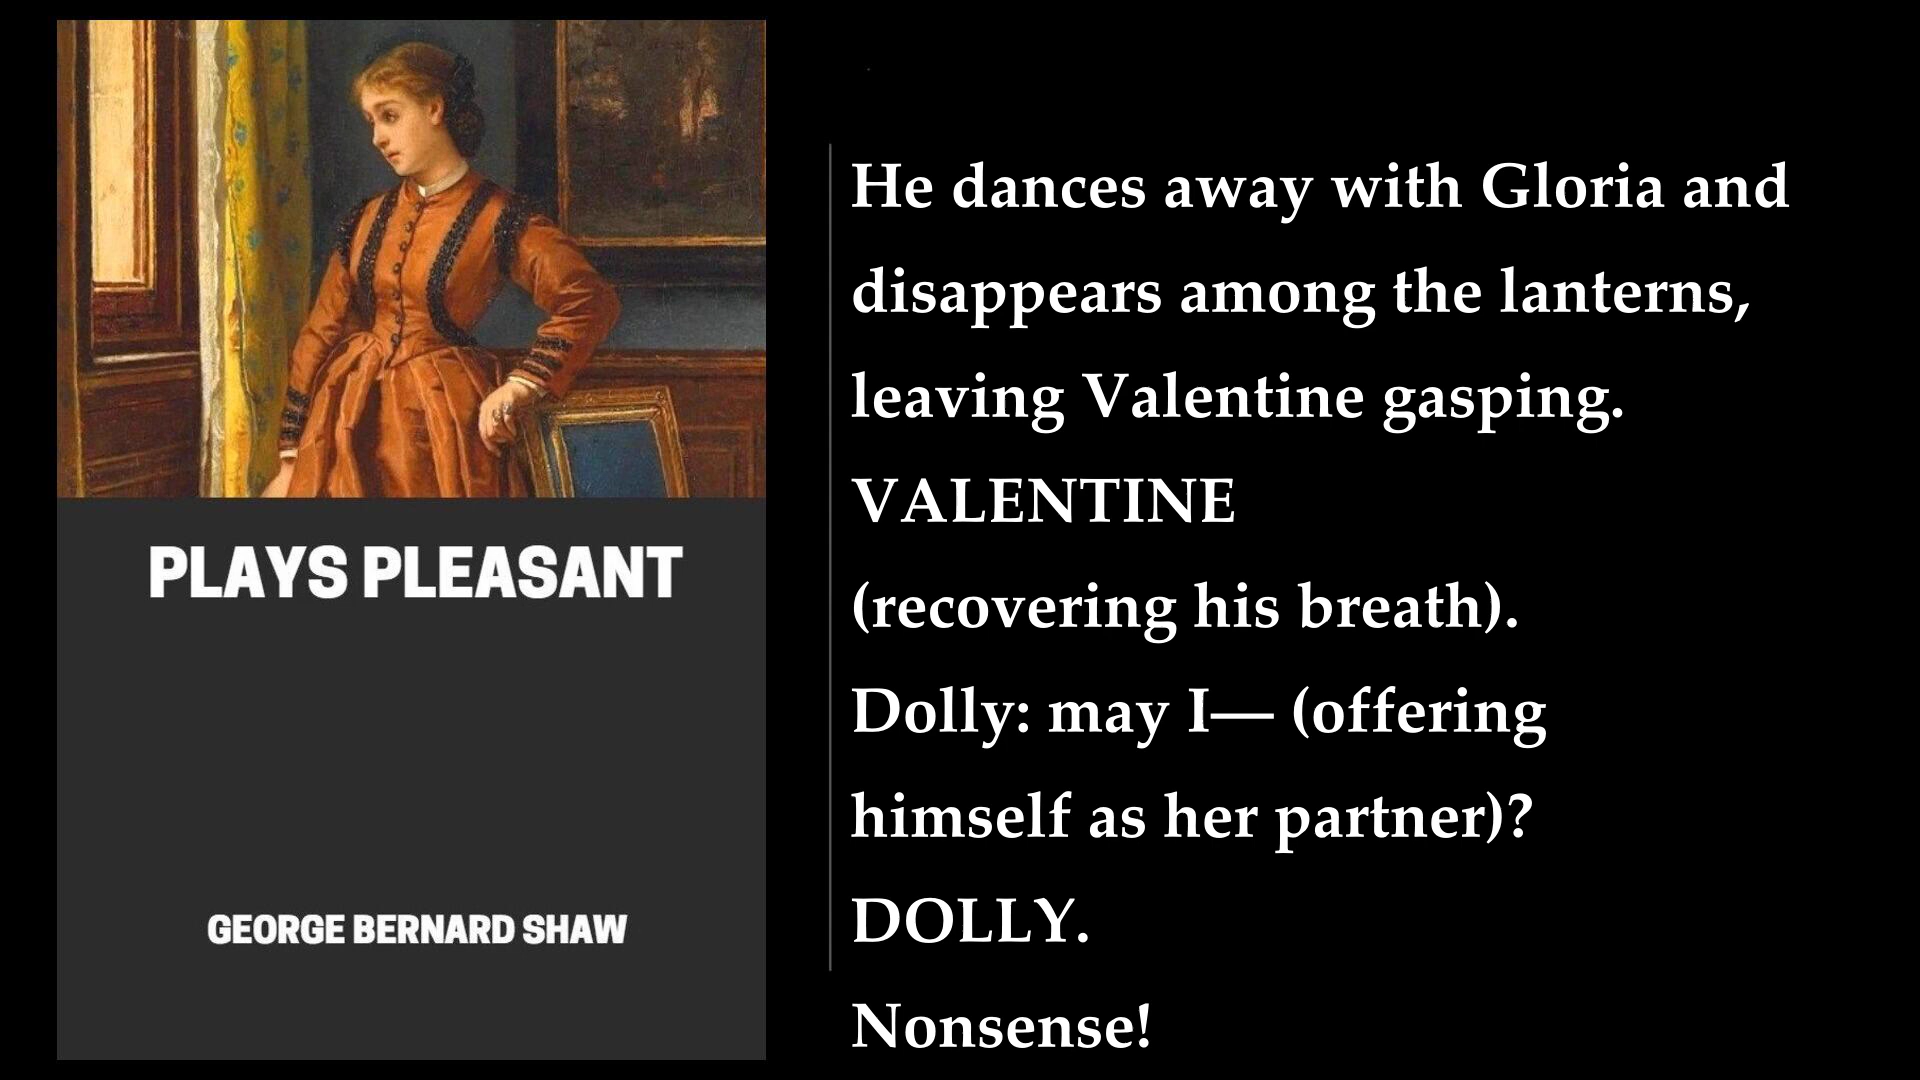 PLAYS PLEASANT
GEORGE BERNARD SHAW
He dances away with Gloria and
disappears among the lanterns,
leaving Valentine gasping.
VALENTINE
(recovering his breath).
Dolly: may I— (offering
himself as her partner)?
DOLLY.
Nonsense!